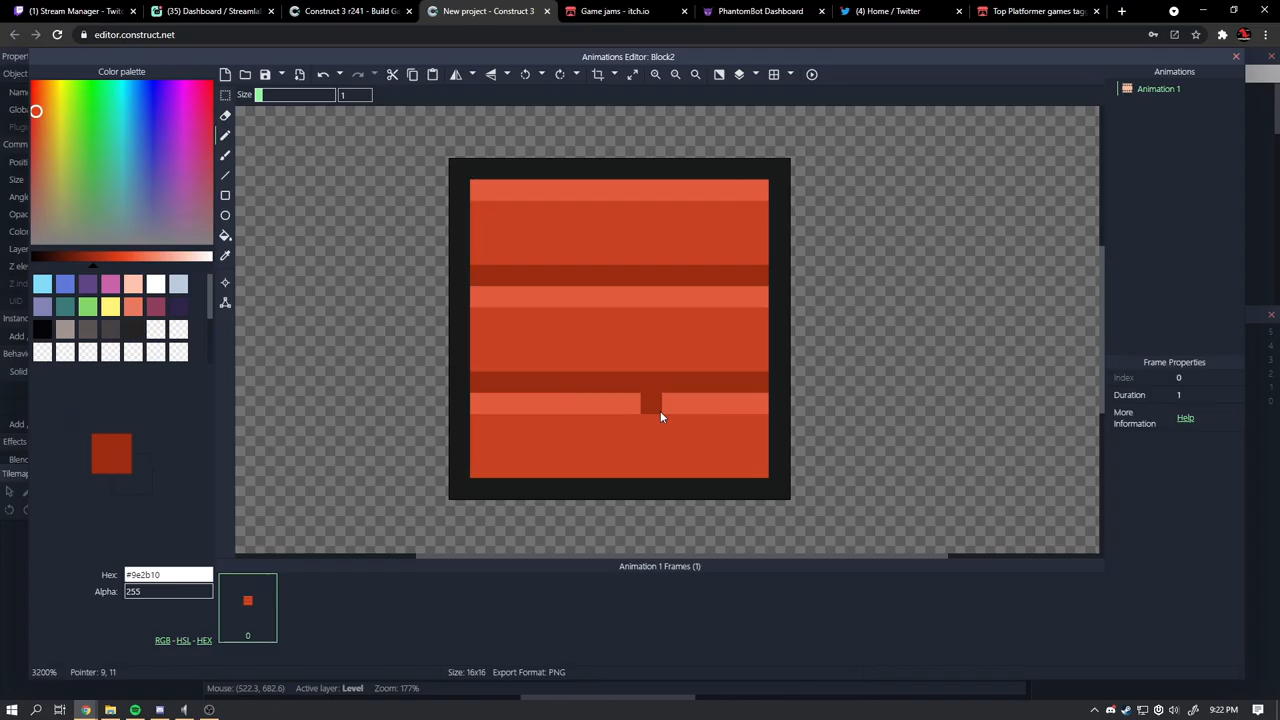 (1) Stream Manager - Twitc
(35) Dashboard / Streamlab
Construct 3 r241 - Build Ga
New project - Construct 3
Game jams - itch.io
PhantomBot Dashboard
(4) Home / Twitter
Top Platformer games tag
editor.construct.net
Animations Editor: Block2
Color palette
Size
1
Animations
Animation 1
Frame Properties
Index
0
Duration
1
More Information
Help
Hex:
#9e2b10
Alpha:
255
RGB - HSL - HEX
Animation 1 Frames (1)
0
3200%
Pointer: 9, 11
Size: 16x16
Export Format: PNG
Mouse: (522.3, 682.6)
Active layer: Level
Zoom: 177%
9:22 PM